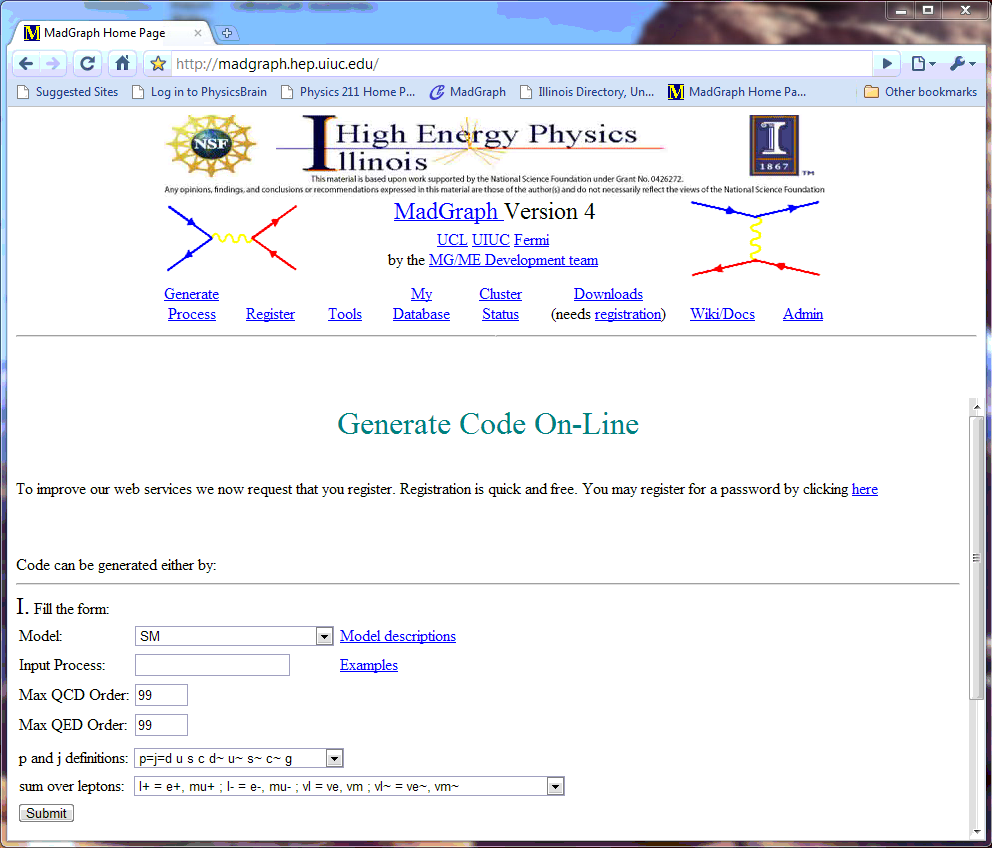 MadGraph Home Page
http://madgraph.hep.uiuc.edu/
Suggested Sites Log in to PhysicsBrain Physics 211 Home P... MadGraph Illinois Directory, Un... MadGraph Home Pa... Other bookmarks
NSF
High Energy Physics
Illinois
I
1867
TM
This material is based upon work supported by the National Science Foundation under Grant No. 0426272.
Any opinions, findings, and conclusions or recommendations expressed in this material are those of the author(s) and do not necessarily reflect the views of the National Science Foundation
MadGraph Version 4
UCL UIUC Fermi
by the MG/ME Development team
Generate Process Register Tools My Database Cluster Status Downloads (needs registration) Wiki/Docs Admin
Generate Code On-Line
To improve our web services we now request that you register. Registration is quick and free. You may register for a password by clicking here
Code can be generated either by:
I. Fill the form:
Model: SM Model descriptions
Input Process: Examples
Max QCD Order: 99
Max QED Order: 99
p and j definitions: p=j=d u s c d~ u~ s~ c~ g
sum over leptons: l+ = e+, mu+ ; l- = e-, mu- ; vl = ve, vm ; vl~ = ve~, vm~
Submit